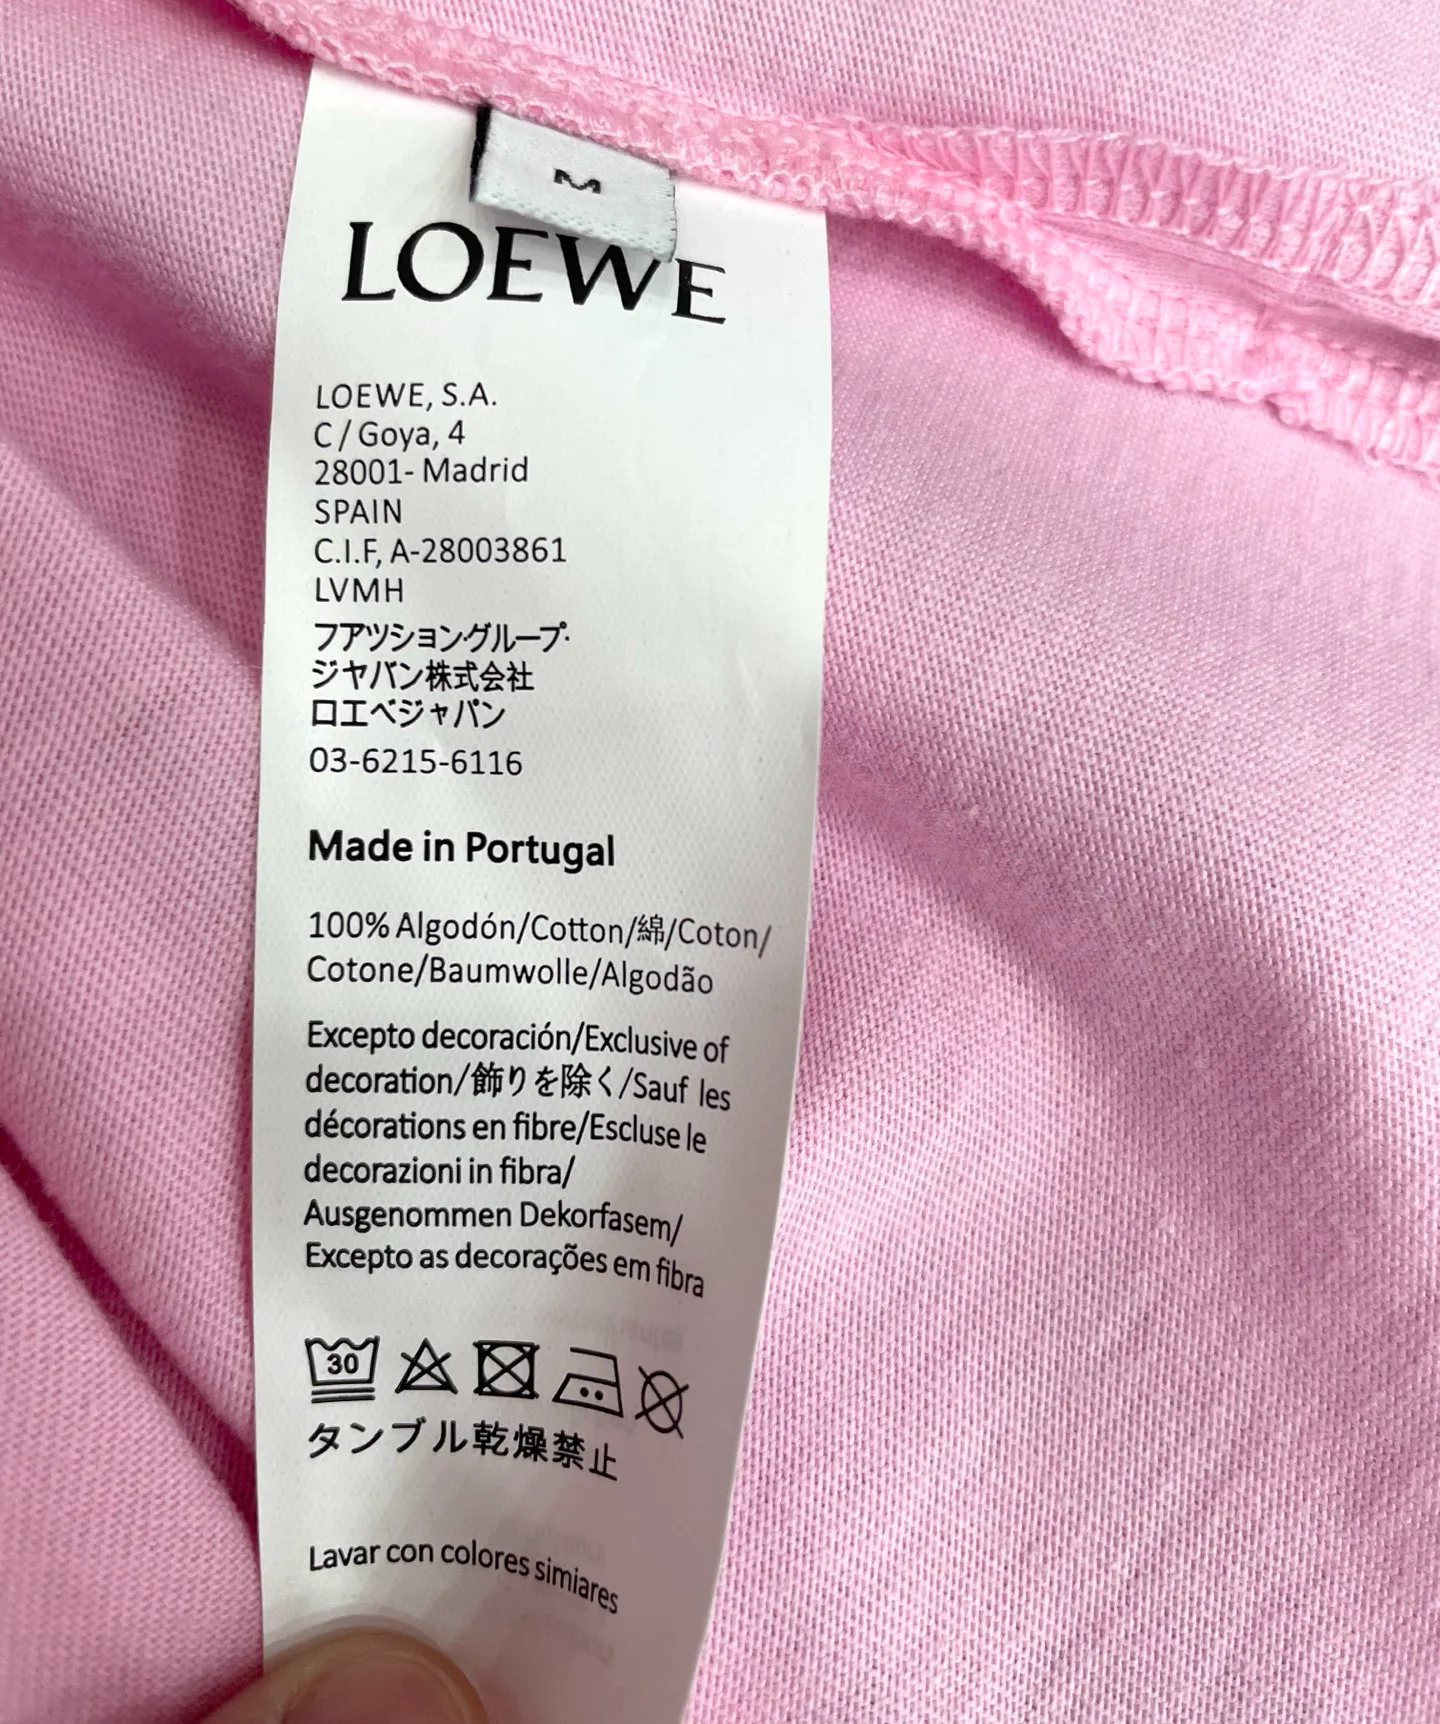 M
LOEWE
LOEWE, S.A.
C / Goya, 4
28001- Madrid
SPAIN
C.I.F, A-28003861
LVMH
フアツション·グループ·
ジヤパン株式会社
ロエベジャパン
03-6215-6116
Made in Portugal
100% Algodón/Cotton/綿/Coton/
Cotone/Baumwolle/Algodão
Excepto decoración/Exclusive of
decoration/飾りを除く/Sauf les
décorations en fibre/Escluse le
decorazioni in fibra/
Ausgenommen Dekorfasem/
Excepto as decorações em fibra
30
タンブル乾燥禁止
Lavar con colores simiares